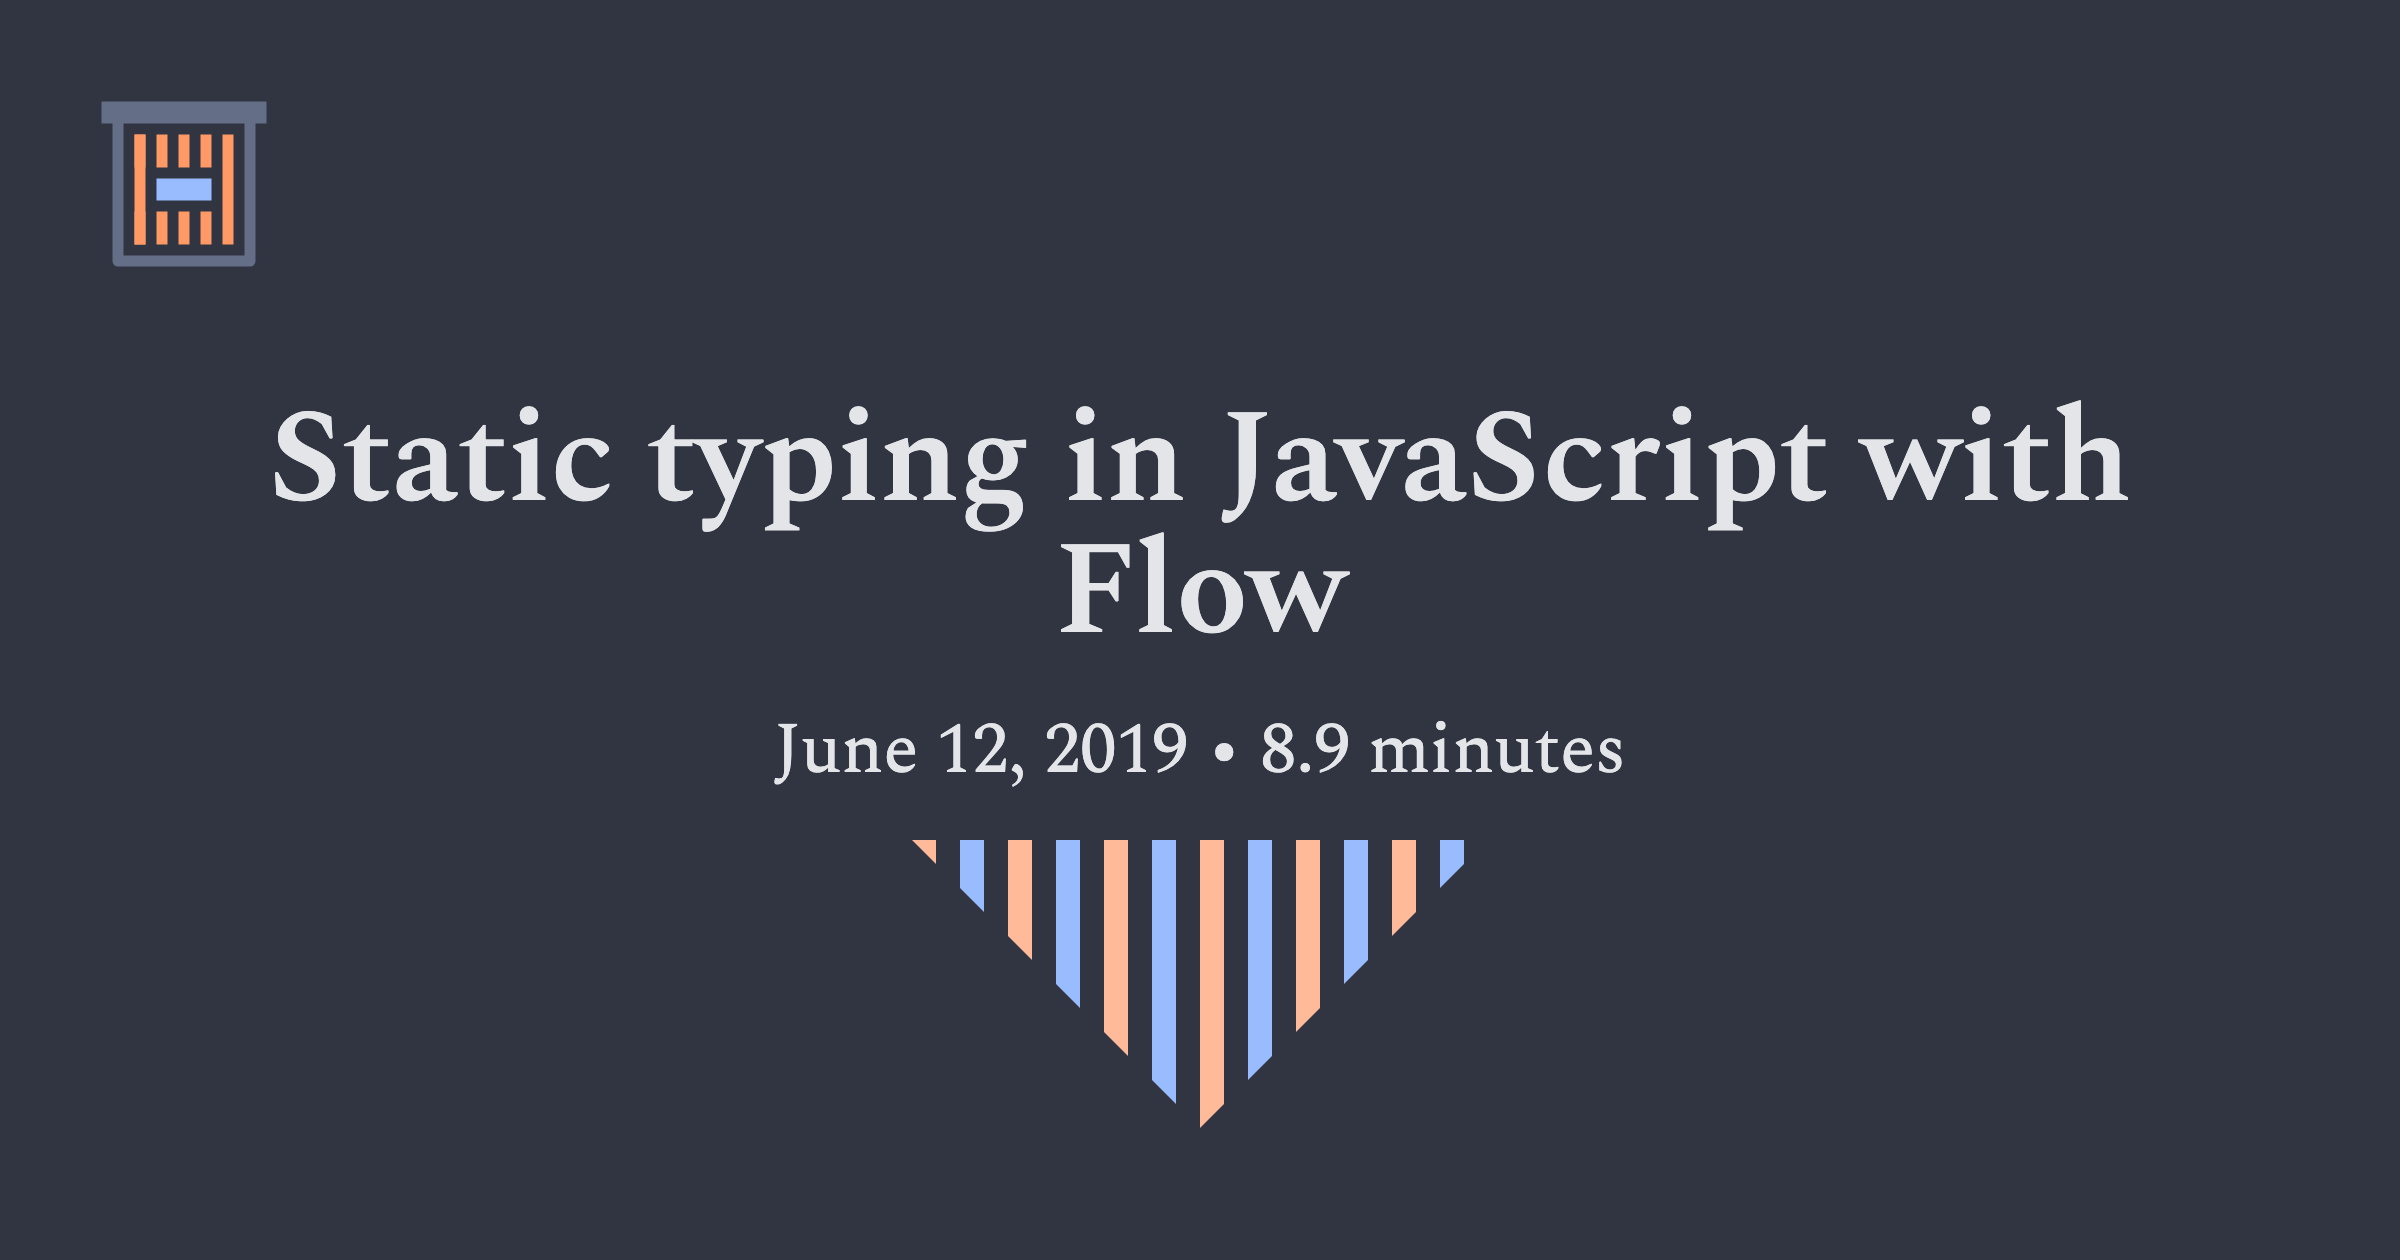 Static typing in JavaScript with
Flow
June 12, 2019 • 8.9 minutes